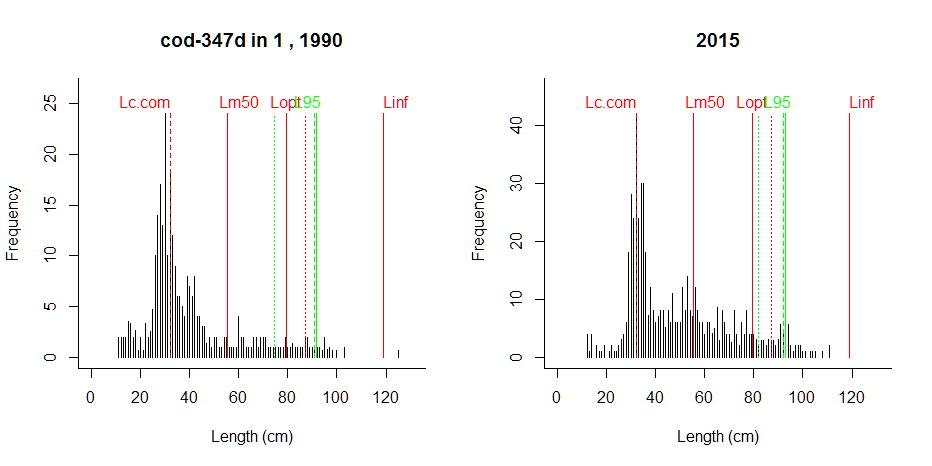 cod-347d in 1 , 1990
Lc.com Lm50 Lopt L95 Linf
Frequency
0 5 10 15 20 25
0 20 40 60 80 100 120
Length (cm)
2015
Lc.com Lm50 Lopt L95 Linf
Frequency
0 10 20 30 40
0 20 40 60 80 100 120
Length (cm)